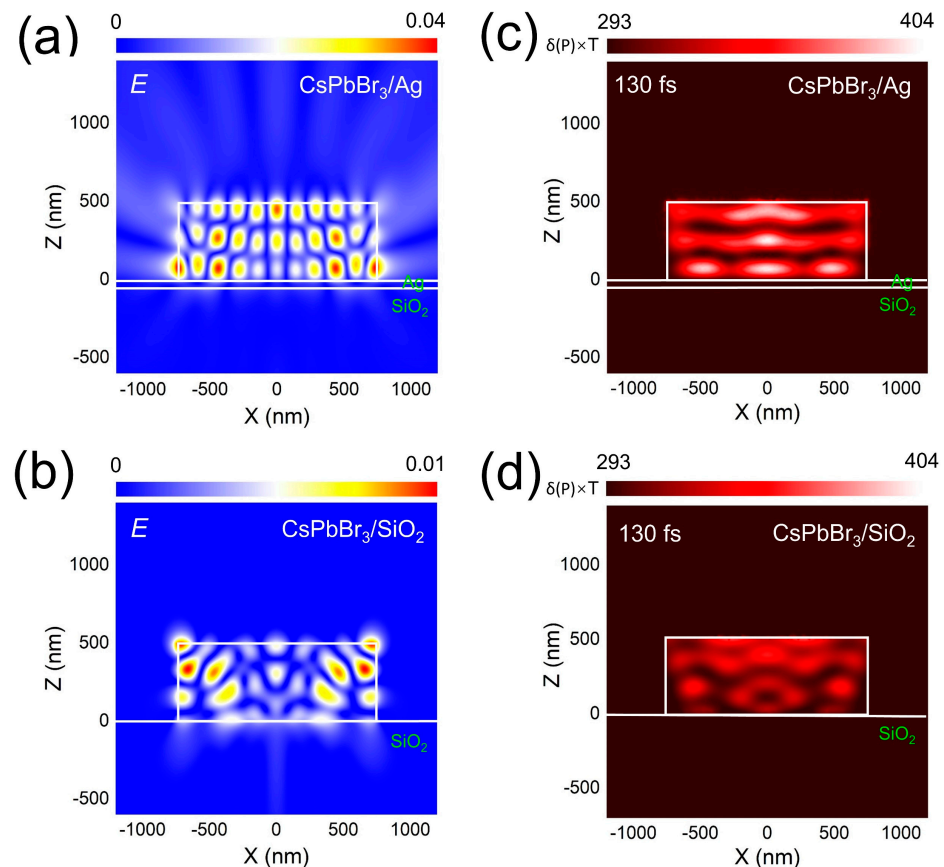 (a)
0 0.04
E CsPbBr₃/Ag
Z (nm)
1000
500
0
-500
Ag
SiO₂
-1000 -500 0 500 1000
X (nm)
(c)
293 404
δ(P)×T
130 fs CsPbBr₃/Ag
Z (nm)
1000
500
0
-500
Ag
SiO₂
-1000 -500 0 500 1000
X (nm)
(b)
0 0.01
E CsPbBr₃/SiO₂
Z (nm)
1000
500
0
-500
SiO₂
-1000 -500 0 500 1000
X (nm)
(d)
293 404
δ(P)×T
130 fs CsPbBr₃/SiO₂
Z (nm)
1000
500
0
-500
SiO₂
-1000 -500 0 500 1000
X (nm)